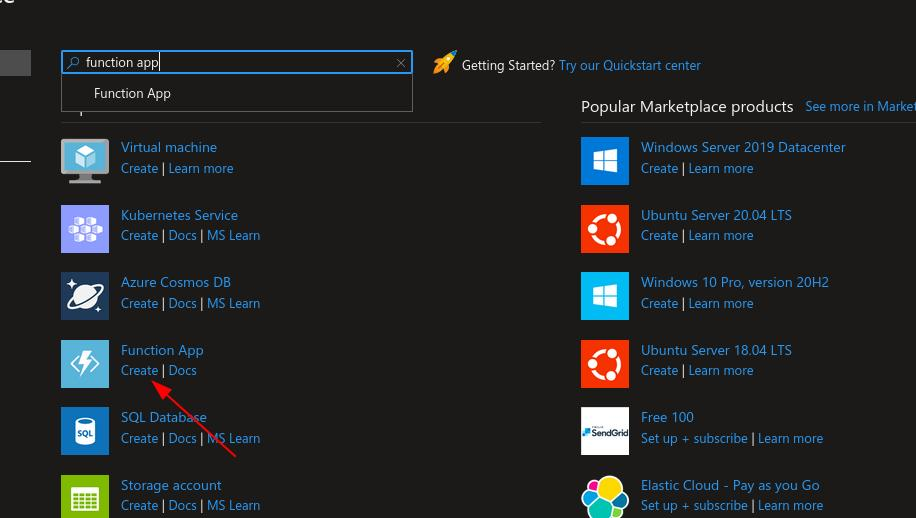 function app
Getting Started? Try our Quickstart center
Function App
Popular Marketplace products See more in Market
Virtual machine
Create | Learn more
Kubernetes Service
Create | Docs | MS Learn
Azure Cosmos DB
Create | Docs | MS Learn
Function App
Create | Docs
SQL Database
Create | Docs | MS Learn
Storage account
Create | Docs | MS Learn
Windows Server 2019 Datacenter
Create | Learn more
Ubuntu Server 20.04 LTS
Create | Learn more
Windows 10 Pro, version 20H2
Create | Learn more
Ubuntu Server 18.04 LTS
Create | Learn more
Free 100
Set up + subscribe | Learn more
Elastic Cloud - Pay as you Go
Set up + subscribe | Learn more
SQL
SendGrid